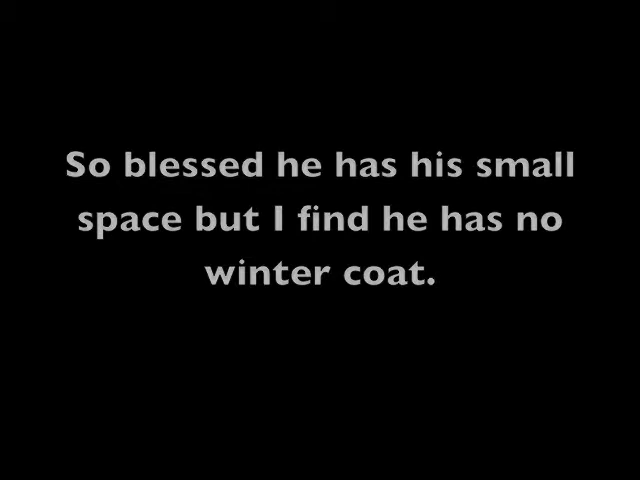 So blessed he has his small
space but I find he has no
winter coat.